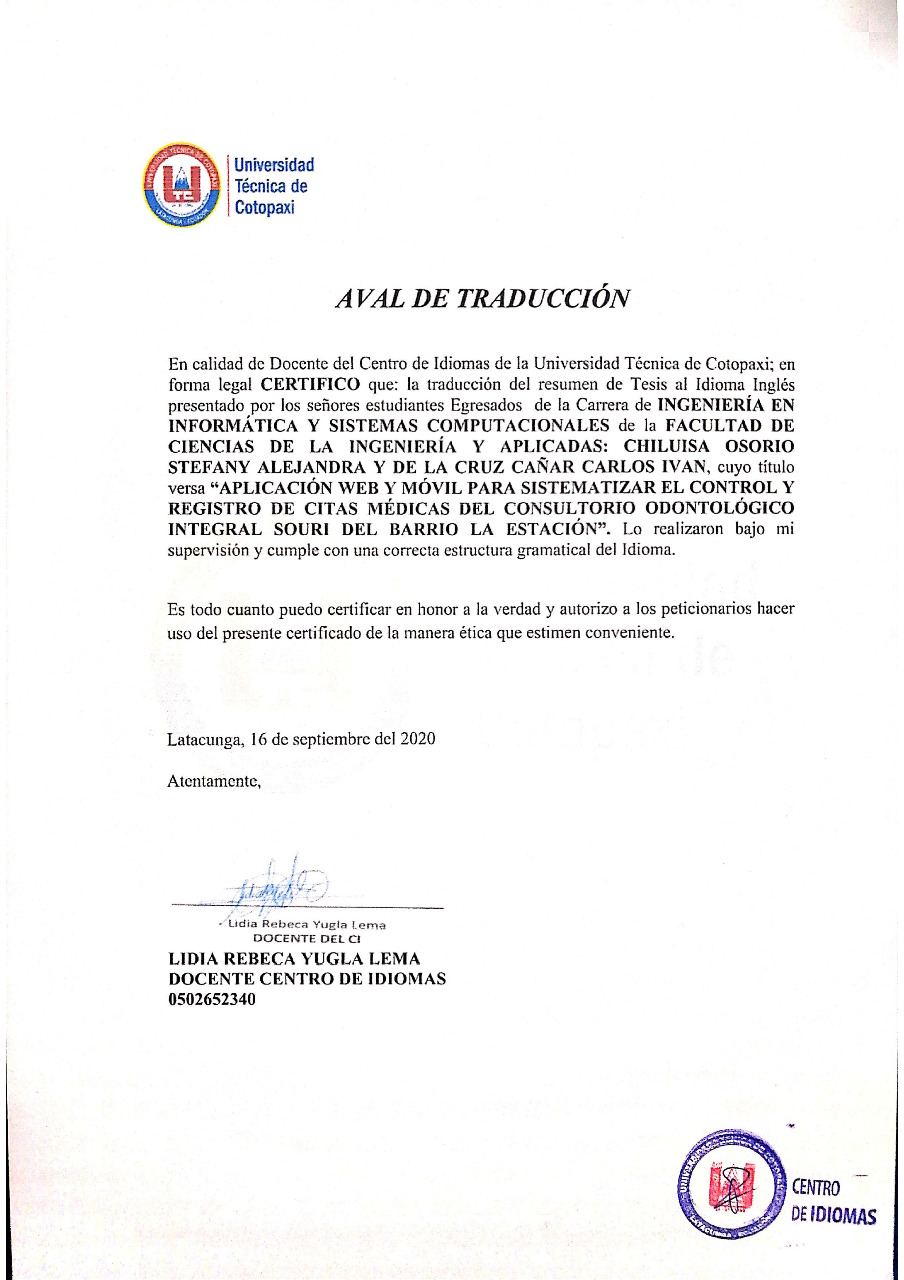 Universidad
Técnica de
Cotopaxi
AVAL DE TRADUCCIÓN
En calidad de Docente del Centro de Idiomas de la Universidad Técnica de Cotopaxi; en
forma legal CERTIFICO que: la traducción del resumen de Tesis al Idioma Inglés
presentado por los señores estudiantes Egresados de la Carrera de INGENIERÍA EN
INFORMÁTICA Y SISTEMAS COMPUTACIONALES de la FACULTAD DE
CIENCIAS DE LA INGENIERÍA Y APLICADAS: CHILUISA OSORIO
STEFANY ALEJANDRA Y DE LA CRUZ CAÑAR CARLOS IVAN, cuyo título
versa “APLICACIÓN WEB Y MÓVIL PARA SISTEMATIZAR EL CONTROL Y
REGISTRO DE CITAS MÉDICAS DEL CONSULTORIO ODONTOLÓGICO
INTEGRAL SOURI DEL BARRIO LA ESTACIÓN”. Lo realizaron bajo mi
supervisión y cumple con una correcta estructura gramatical del Idioma.
Es todo cuanto puedo certificar en honor a la verdad y autorizo a los peticionarios hacer
uso del presente certificado de la manera ética que estimen conveniente.
Latacunga, 16 de septiembre del 2020
Atentamente,
Lidia Rebeca Yugla Lema
DOCENTE DEL CI
LIDIA REBECA YUGLA LEMA
DOCENTE CENTRO DE IDIOMAS
0502652340
CENTRO
DE IDIOMAS